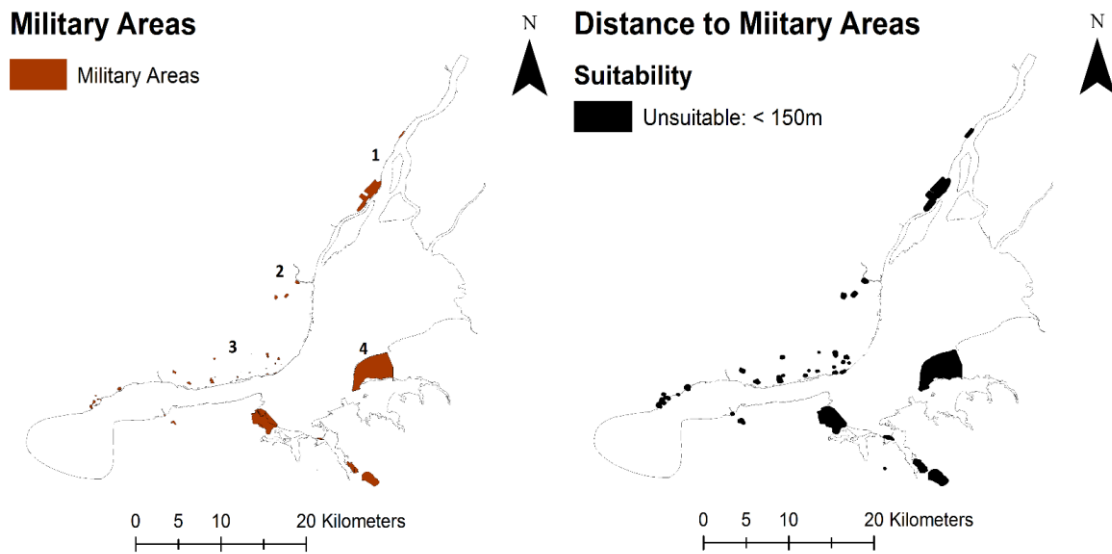 Military Areas
Military Areas
N
1
2
3
4
0 5 10 20 Kilometers
Distance to Miitary Areas
Suitability
Unsuitable: < 150m
N
0 5 10 20 Kilometers